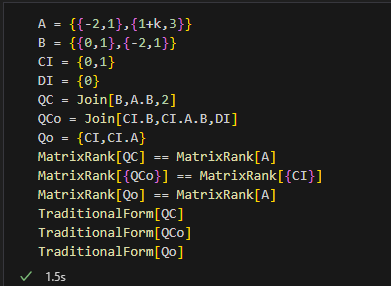 A = {{-2,1},{1+k,3}}
B = {{0,1},{-2,1}}
CI = {0,1}
DI = {0}
QC = Join[B,A.B,2]
QCo = Join[CI.B,CI.A.B,DI]
Qo = {CI,CI.A}
MatrixRank[QC] == MatrixRank[A]
MatrixRank[{QCo}] == MatrixRank[{CI}]
MatrixRank[Qo] == MatrixRank[A]
TraditionalForm[QC]
TraditionalForm[QCo]
TraditionalForm[Qo]
✓ 1.5s